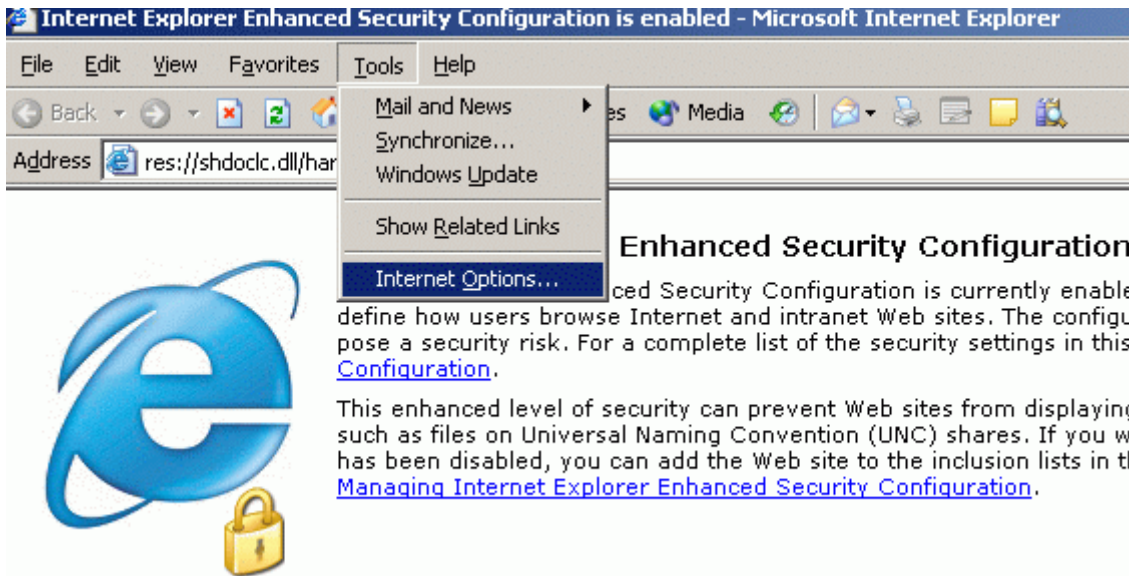 Internet Explorer Enhanced Security Configuration is enabled - Microsoft Internet Explorer
File Edit View Favorites Tools Help
Back Media
Address res://shdoclc.dll/har
Mail and News
Synchronize...
Windows Update
Show Related Links
Internet Options...
Enhanced Security Configuration
ced Security Configuration is currently enable
define how users browse Internet and intranet Web sites. The configu
pose a security risk. For a complete list of the security settings in this
Configuration.
This enhanced level of security can prevent Web sites from displaying
such as files on Universal Naming Convention (UNC) shares. If you w
has been disabled, you can add the Web site to the inclusion lists in t
Managing Internet Explorer Enhanced Security Configuration.